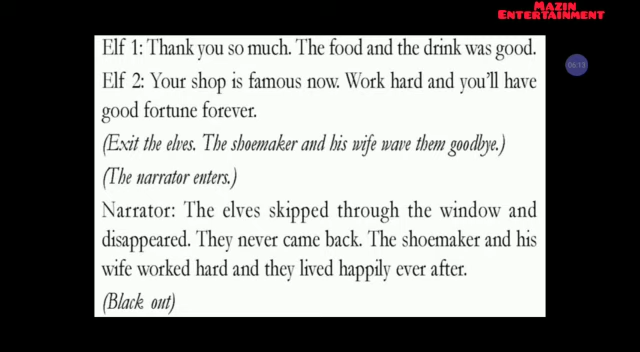 MAZIN
ENTERTAINMENT
06:13
Elf 1: Thank you so much. The food and the drink was good.
Elf 2: Your shop is famous now. Work hard and you'll have
good fortune forever.
(Exit the elves. The shoemaker and his wife wave them goodbye.)
(The narrator enters.)
Narrator: The elves skipped through the window and
disappeared. They never came back. The shoemaker and his
wife worked hard and they lived happily ever after.
(Black out)